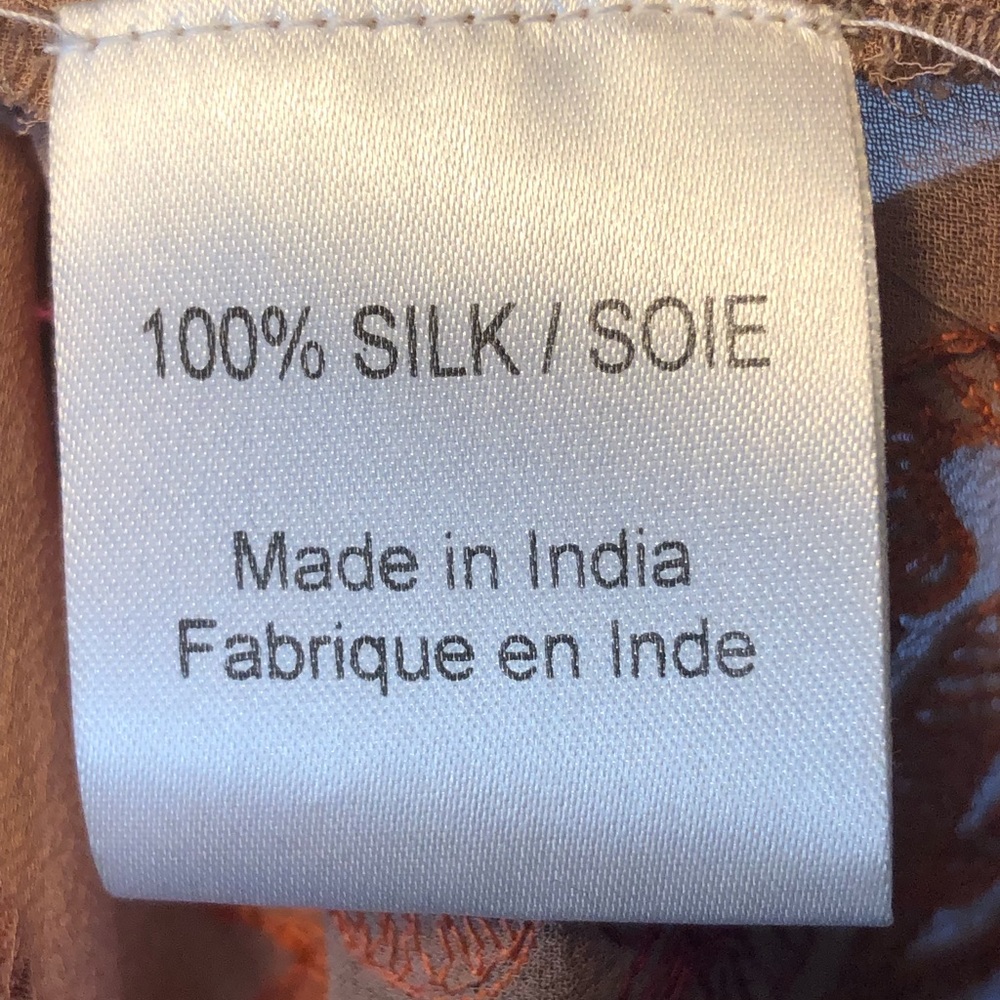 100% SILK / SOIE
Made in India
Fabrique en Inde